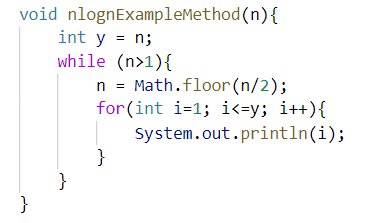 void nlognExampleMethod(n){
    int y = n;
    while (n>1){
        n = Math.floor(n/2);
        for(int i=1; i<=y; i++){
            System.out.println(i);
        }
    }
}